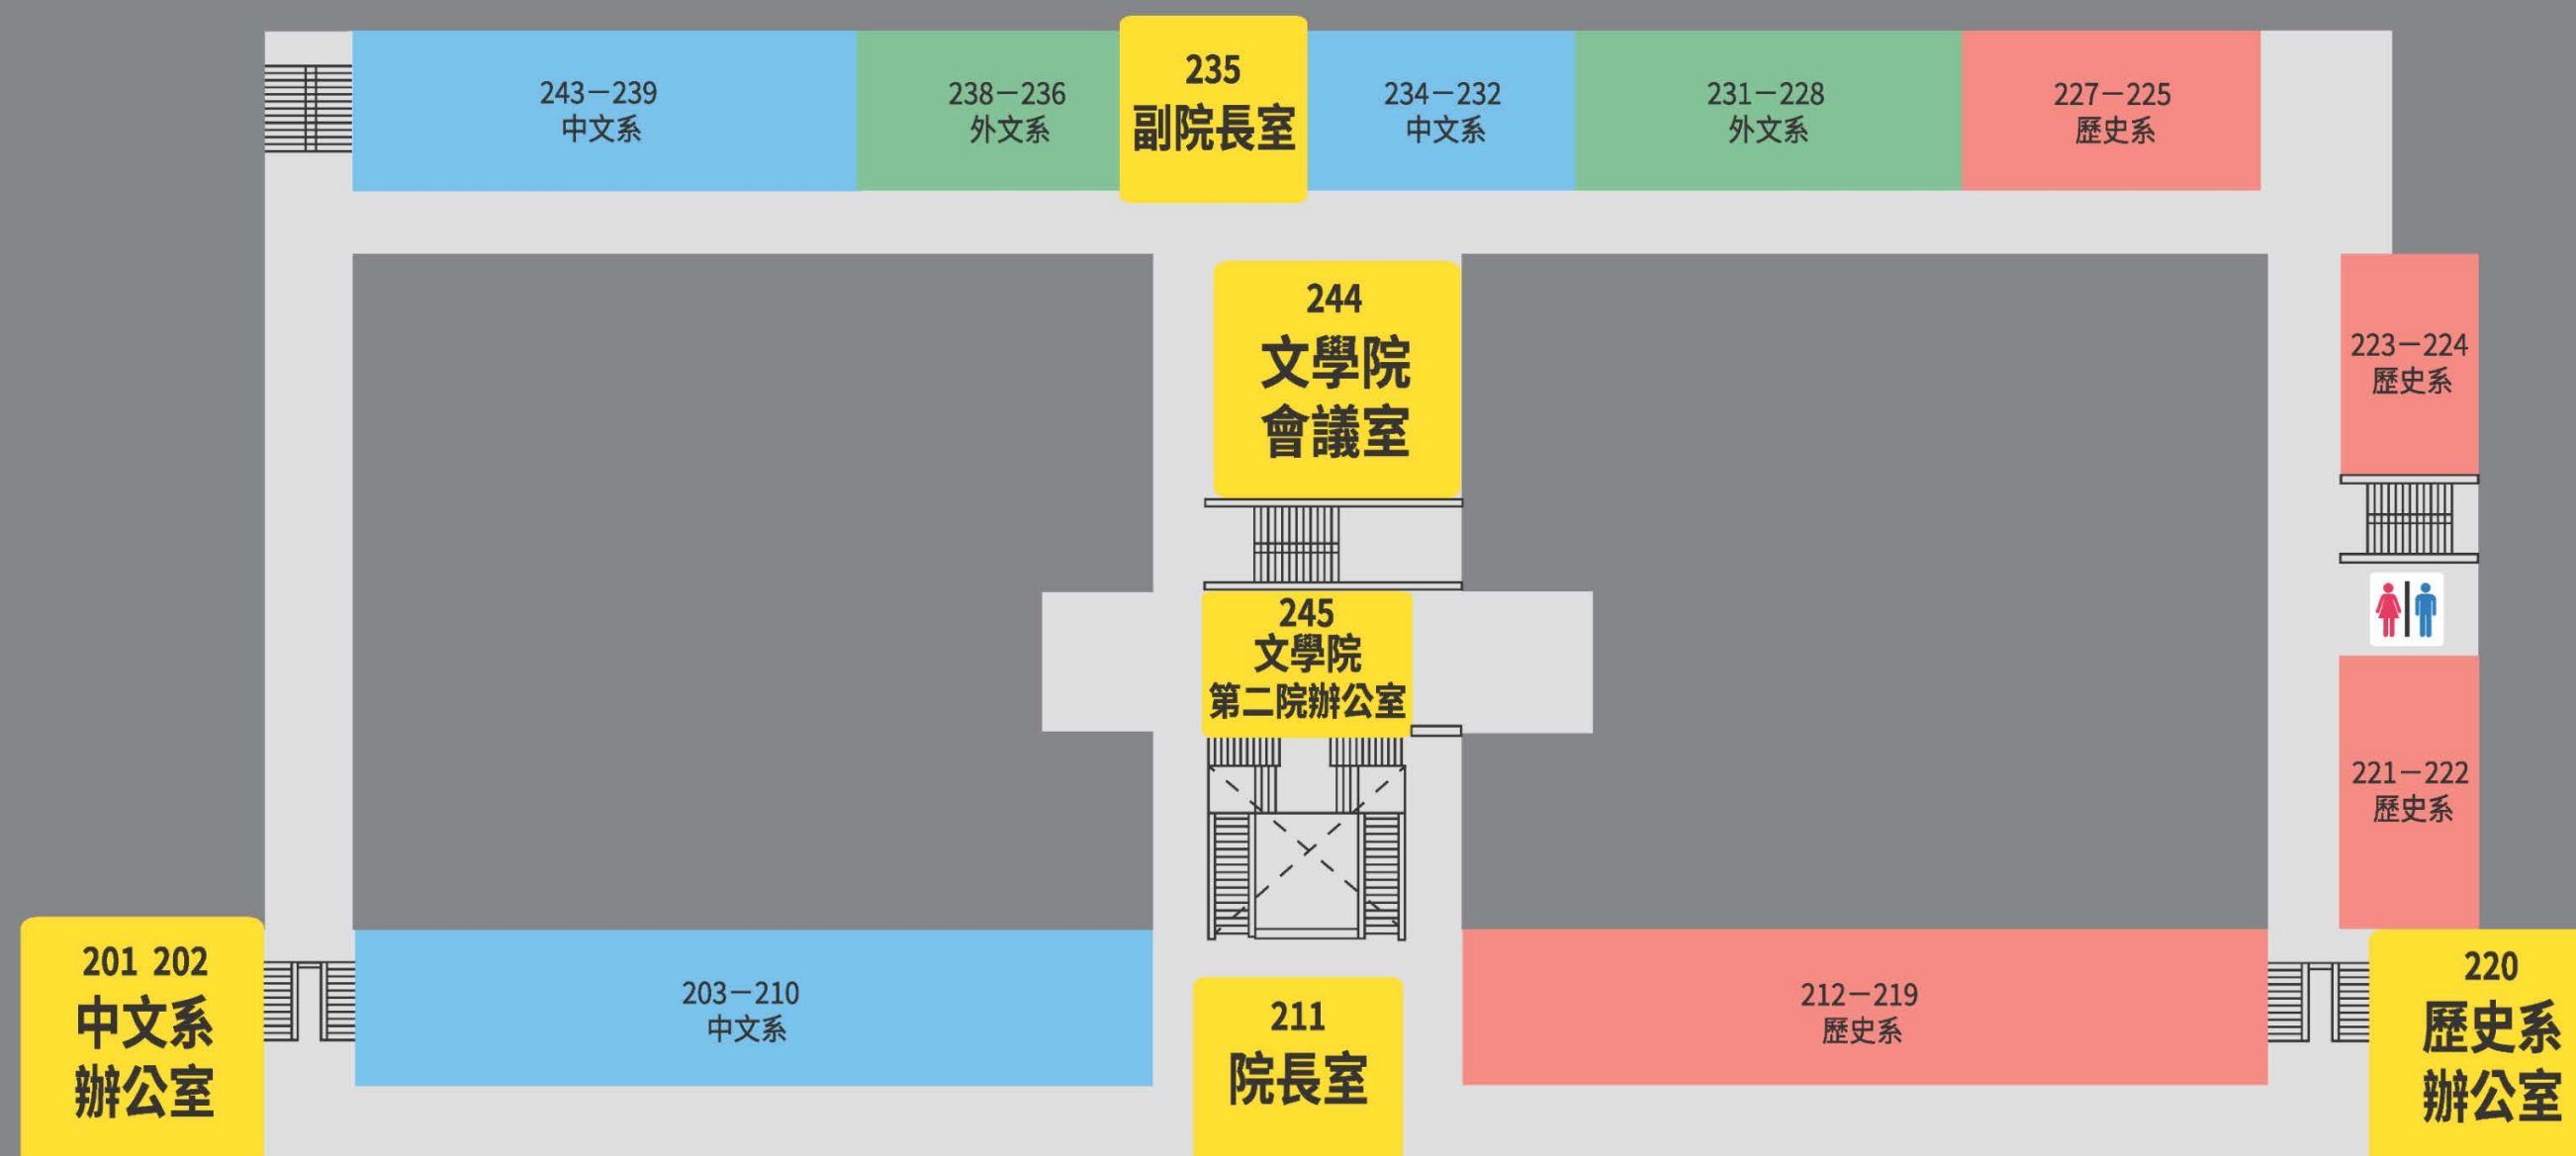 243－239
中文系
238－236
外文系
235
副院長室
234－232
中文系
231－228
外文系
227－225
歷史系
244
文學院
會議室
223－224
歷史系
245
文學院
第二院辦公室
221－222
歷史系
201 202
中文系
辦公室
203－210
中文系
211
院長室
212－219
歷史系
220
歷史系
辦公室